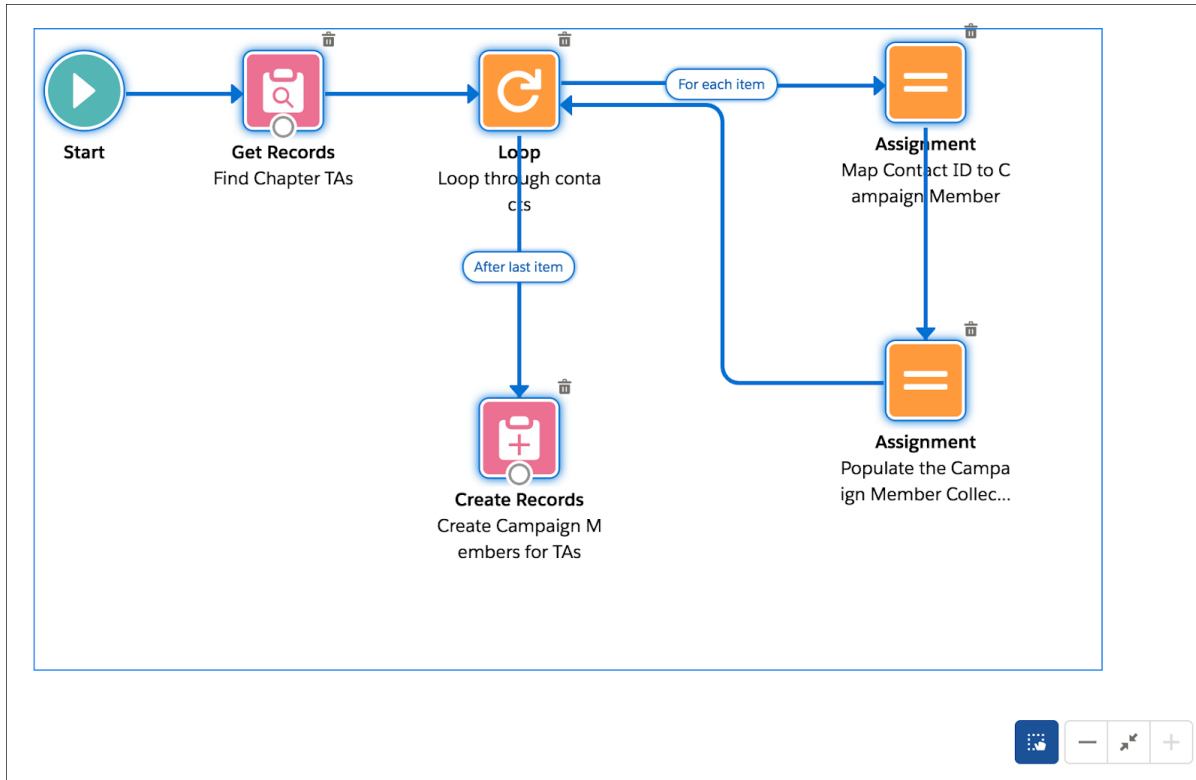 For each item
Start
Get Records
Find Chapter TAs
Loop
Loop through conta
cts
Assignment
Map Contact ID to C
ampaign Member
After last item
Assignment
Populate the Campa
ign Member Collec...
Create Records
Create Campaign M
embers for TAs